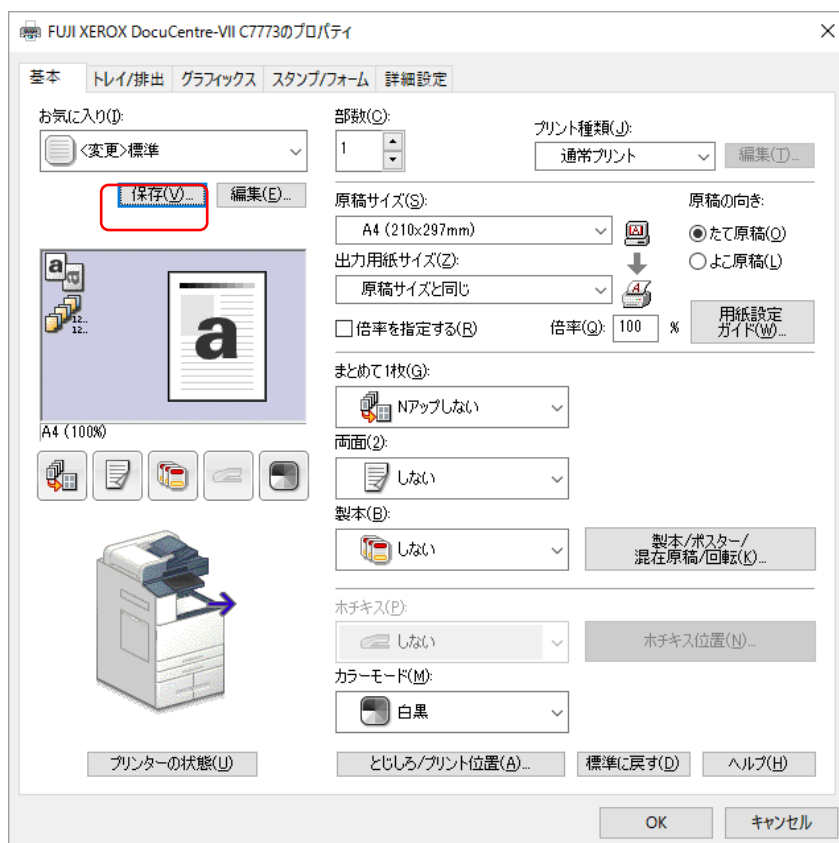 FUJI XEROX DocuCentre-VII C7773のプロパティ
基本 トレイ/排出 グラフィックス スタンプ/フォーム 詳細設定
お気に入り(I):
<変更>標準
保存(V)... 編集(E)...
a
a
12..
12..
a
A4 (100%)
プリンターの状態(U)
部数(C):
1
プリント種類(J):
通常プリント
編集(T)...
原稿サイズ(S):
A4 (210x297mm)
出力用紙サイズ(Z):
原稿サイズと同じ
倍率を指定する(R) 倍率(Q): 100 %
原稿の向き:
たて原稿(O)
よこ原稿(L)
用紙設定
ガイド(W)...
まとめて1枚(G):
Nアップしない
両面(2):
しない
製本(B):
しない
製本/ポスター/
混在原稿/回転(K)...
ホチキス(P):
しない
ホチキス位置(N)...
カラーモード(M):
白黒
とじしろ/プリント位置(A)... 標準に戻す(D) ヘルプ(H)
OK キャンセル